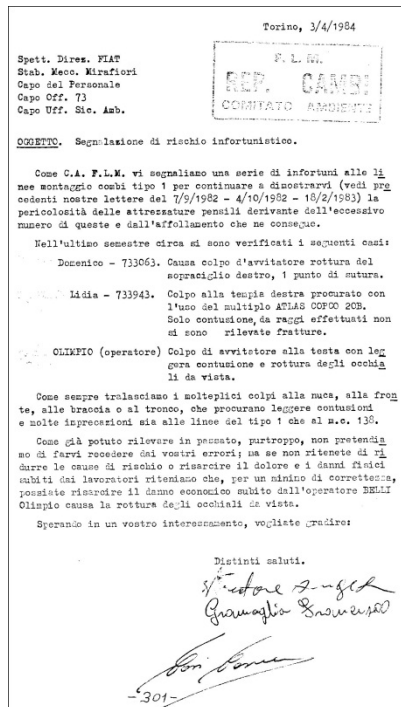 Torino, 3/4/1984
Spett. Direz. FIAT
Stab. Mecc. Mirafiori
Capo del Personale
Capo Off. 73
Capo Uff. Sic. Amb.
F. L. M.
REP. CAMBI
COMITATO AMBIENTE
OGGETTO. Segnalazione di rischio infortunistico.
Come C.A. F.L.M. vi segnaliamo una serie di infortuni alle li
nee montaggio combi tipo 1 per continuare a dimostrarvi (vedi pre
cedenti nostre lettere del 7/9/1982 - 4/10/1982 - 18/2/1983) la
pericolosità delle attrezzature pensili derivante dell'eccessivo
numero di queste e dall'affollamento che ne consegue.
Nell'ultimo semestre circa si sono verificati i seguenti casi:
Domenico - 733063. Causa colpo d'avvitatore rottura del
sopraciglio destro, 1 punto di sutura.
Lidia - 733943. Colpo alla tempia destra procurato con
l'uso del multiplo ATLAS COPCO 20B.
Solo contusione, da raggi effettuati non
si sono rilevate fratture.
OLIMPIO (operatore) Colpo di avvitatore alla testa con leg
gera contusione e rottura degli occhia
li da vista.
Come sempre tralasciamo i molteplici colpi alla nuca, alla fron
te, alle braccia o al tronco, che procurano leggere contusioni
e molte imprecazioni sia alle linee del tipo 1 che al m.c. 138.
Come già potuto rilevare in passato, purtroppo, non pretendia
mo di farvi recedere dai vostri errori; ma se non ritenete di ri
durre le cause di rischio o risarcire il dolore e i danni fisici
subiti dai lavoratori riteniamo che, per un minimo di correttezza,
possiate risarcire il danno economico subito dall'operatore BELLI
Olimpio causa la rottura degli occhiali da vista.
Sperando in un vostro interessamento, vogliate gradire:
Distinti saluti.
Gramaglia
-301-